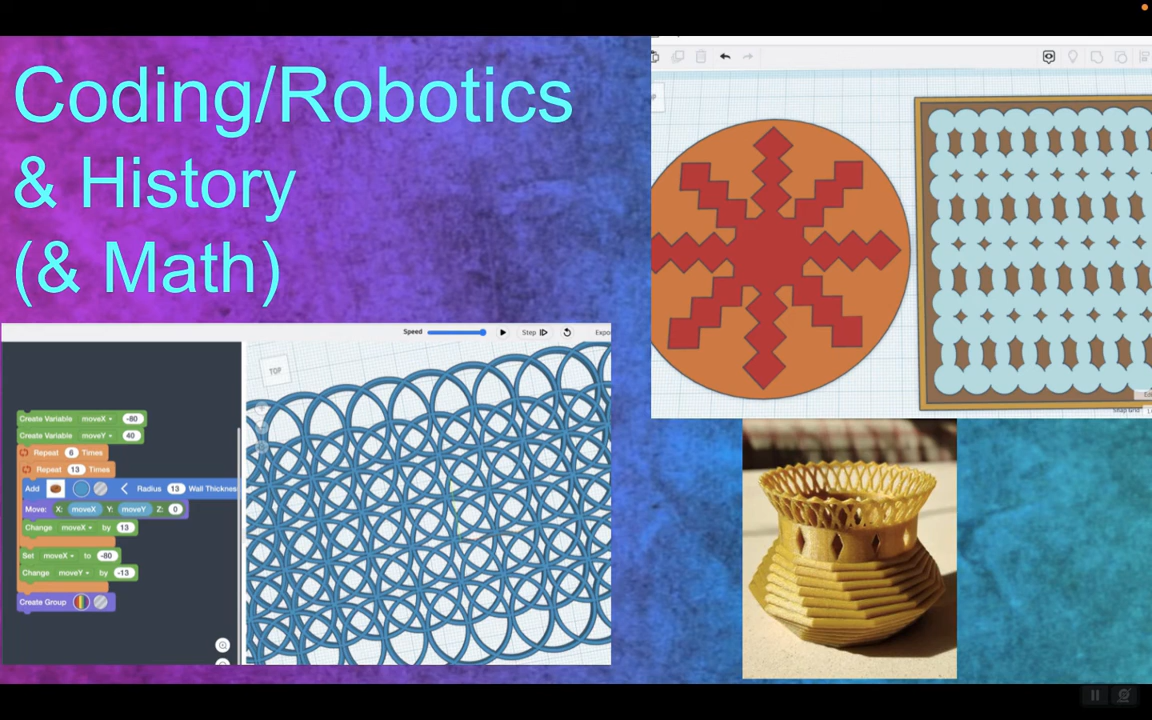 Coding/Robotics
& History
(& Math)
Speed
Step
TOP
Create Variable moveX -80
Create Variable moveY 40
Repeat 6 Times
Repeat 13 Times
Add Radius 13 Wall Thickness
Move: X: moveX Y: moveY Z: 0
Change moveX by 13
Set moveX to -80
Change moveY by -13
Create Group